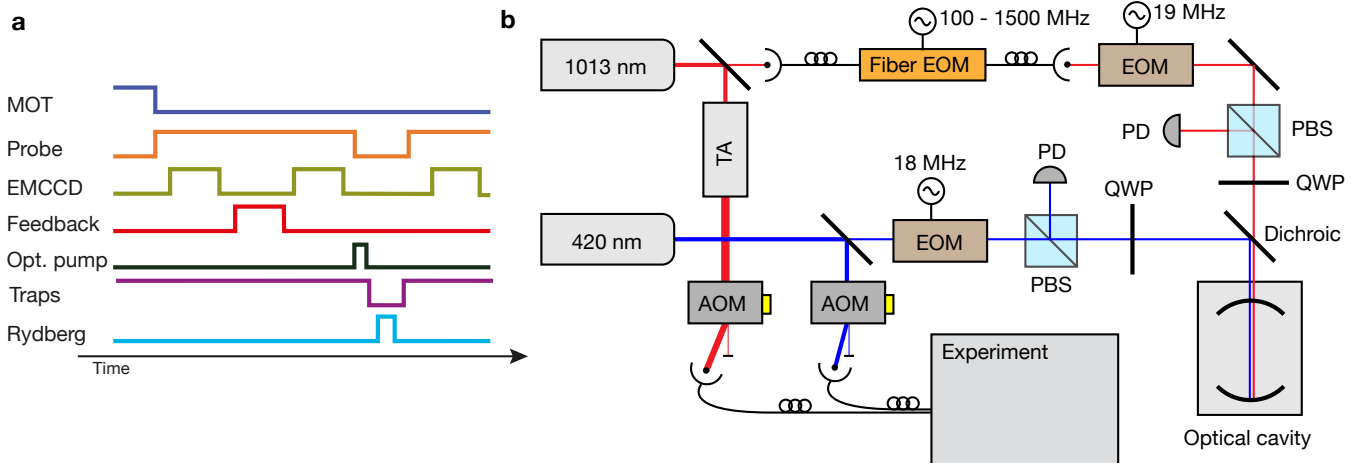 a
MOT
Probe
EMCCD
Feedback
Opt. pump
Traps
Rydberg
Time
b
1013 nm
100 - 1500 MHz
Fiber EOM
19 MHz
EOM
PD
PBS
QWP
TA
420 nm
18 MHz
EOM
PD
PBS
QWP
Dichroic
AOM
AOM
Experiment
Optical cavity